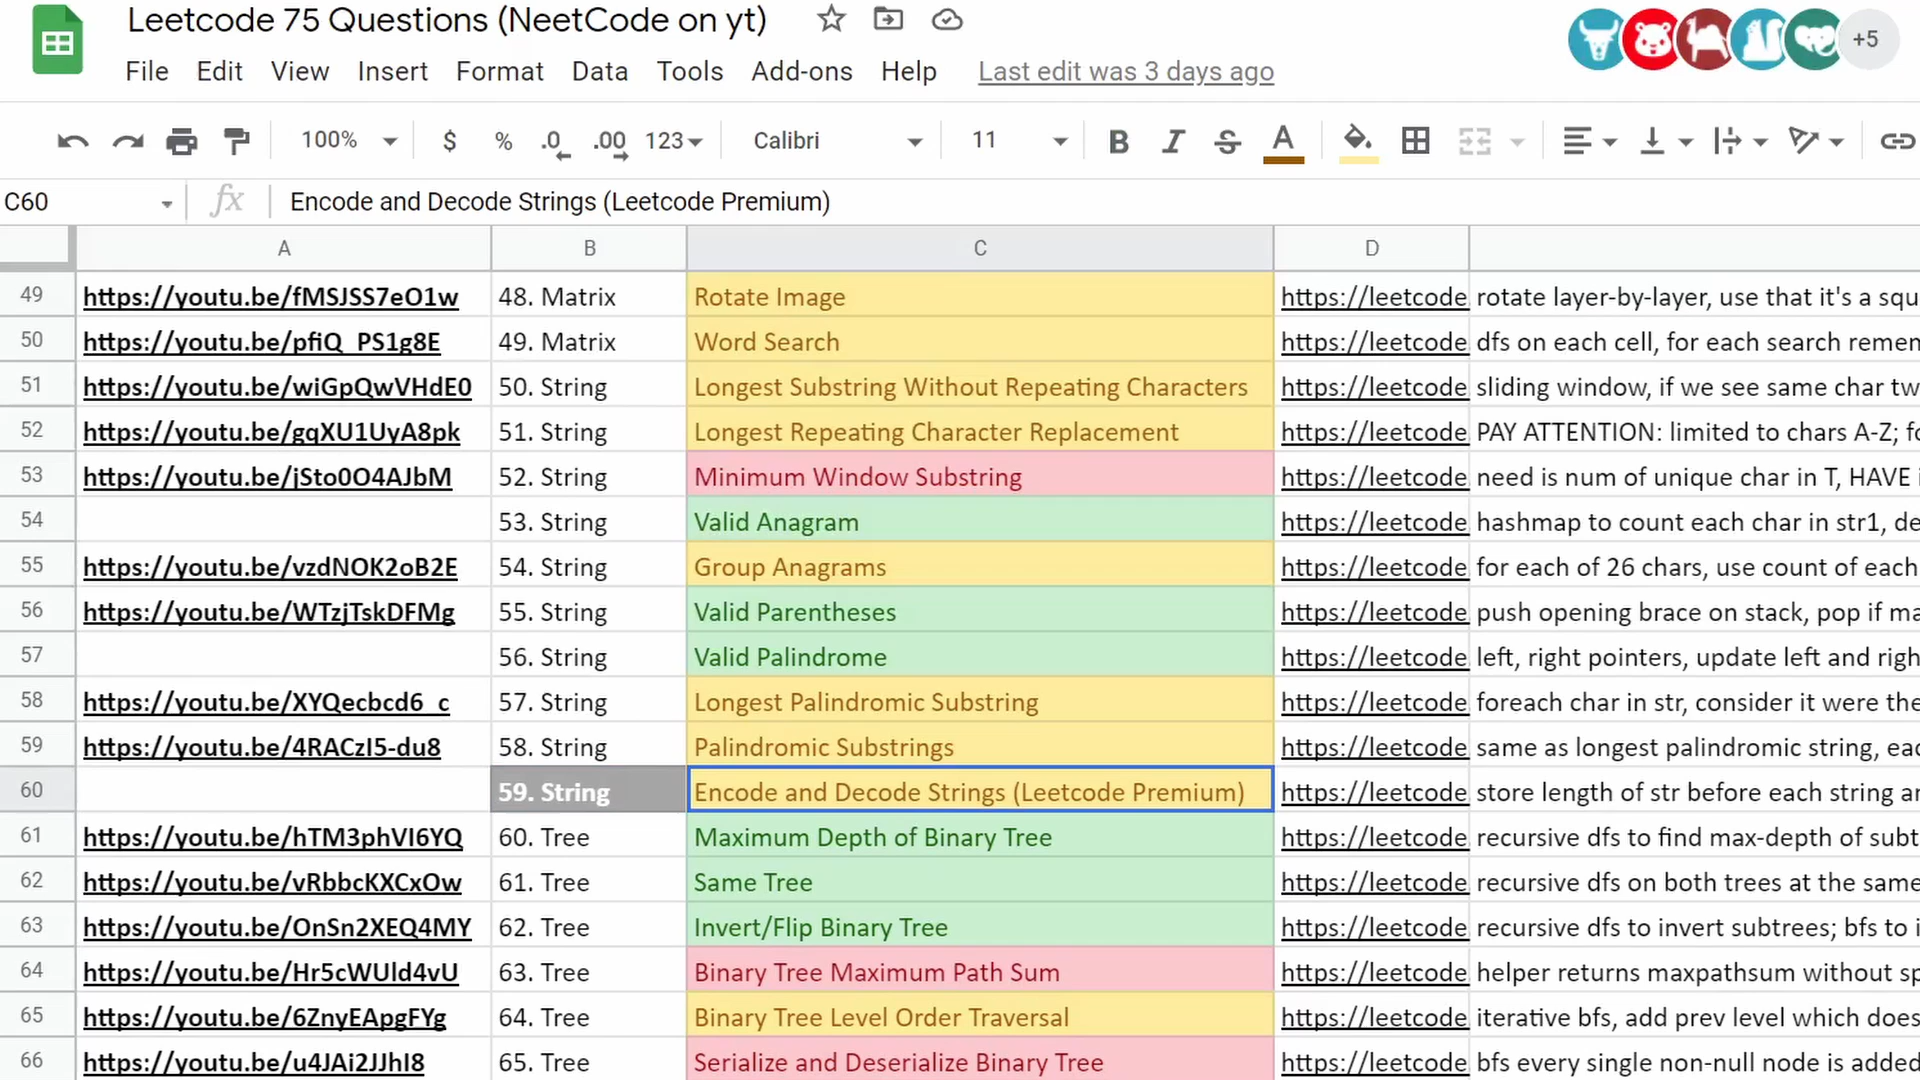 Leetcode 75 Questions (NeetCode on yt)
+5
File Edit View Insert Format Data Tools Add-ons Help Last edit was 3 days ago
100% $ % .0 .00 123 Calibri 11 B I S A
C60 fx Encode and Decode Strings (Leetcode Premium)
A B C D
49 https://youtu.be/fMSJSS7eO1w 48. Matrix Rotate Image https://leetcode. rotate layer-by-layer, use that it's a squ
50 https://youtu.be/pfiQ_PS1g8E 49. Matrix Word Search https://leetcode. dfs on each cell, for each search remem
51 https://youtu.be/wiGpQwVHdE0 50. String Longest Substring Without Repeating Characters https://leetcode. sliding window, if we see same char tw
52 https://youtu.be/gqXU1UyA8pk 51. String Longest Repeating Character Replacement https://leetcode. PAY ATTENTION: limited to chars A-Z; fo
53 https://youtu.be/jSto0O4AJbM 52. String Minimum Window Substring https://leetcode. need is num of unique char in T, HAVE i
54 53. String Valid Anagram https://leetcode. hashmap to count each char in str1, de
55 https://youtu.be/vzdNOK2oB2E 54. String Group Anagrams https://leetcode. for each of 26 chars, use count of each
56 https://youtu.be/WTzjTskDFMg 55. String Valid Parentheses https://leetcode. push opening brace on stack, pop if ma
57 56. String Valid Palindrome https://leetcode. left, right pointers, update left and righ
58 https://youtu.be/XYQecbcd6_c 57. String Longest Palindromic Substring https://leetcode. foreach char in str, consider it were the
59 https://youtu.be/4RACzI5-du8 58. String Palindromic Substrings https://leetcode. same as longest palindromic string, eac
60 59. String Encode and Decode Strings (Leetcode Premium) https://leetcode. store length of str before each string an
61 https://youtu.be/hTM3phVI6YQ 60. Tree Maximum Depth of Binary Tree https://leetcode. recursive dfs to find max-depth of subt
62 https://youtu.be/vRbbcKXCxOw 61. Tree Same Tree https://leetcode. recursive dfs on both trees at the same
63 https://youtu.be/OnSn2XEQ4MY 62. Tree Invert/Flip Binary Tree https://leetcode. recursive dfs to invert subtrees; bfs to i
64 https://youtu.be/Hr5cWUld4vU 63. Tree Binary Tree Maximum Path Sum https://leetcode. helper returns maxpathsum without sp
65 https://youtu.be/6ZnyEApgFYg 64. Tree Binary Tree Level Order Traversal https://leetcode. iterative bfs, add prev level which does
66 https://youtu.be/u4JAi2JJhI8 65. Tree Serialize and Deserialize Binary Tree https://leetcode. bfs every single non-null node is added